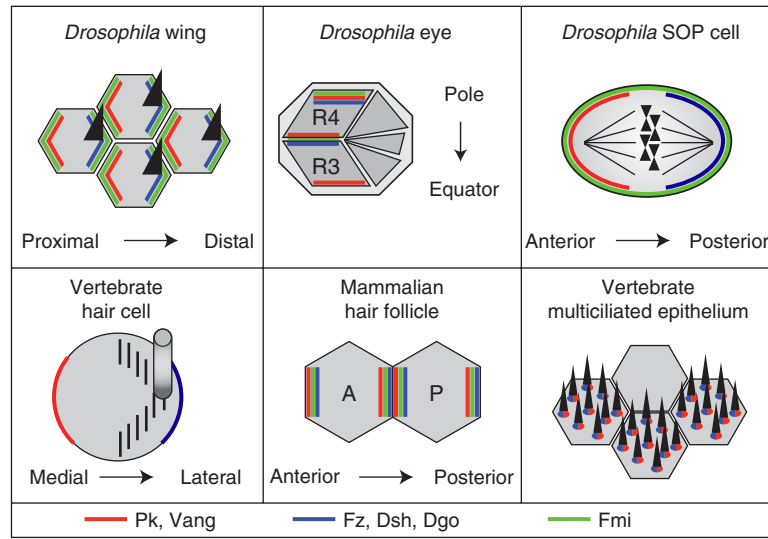 Drosophila wing
Drosophila eye
Drosophila SOP cell
R4
R3
Pole
Equator
Proximal
Distal
Anterior
Posterior
Vertebrate
hair cell
Mammalian
hair follicle
Vertebrate
multiciliated epithelium
A
P
Medial
Lateral
Anterior
Posterior
Pk, Vang
Fz, Dsh, Dgo
Fmi